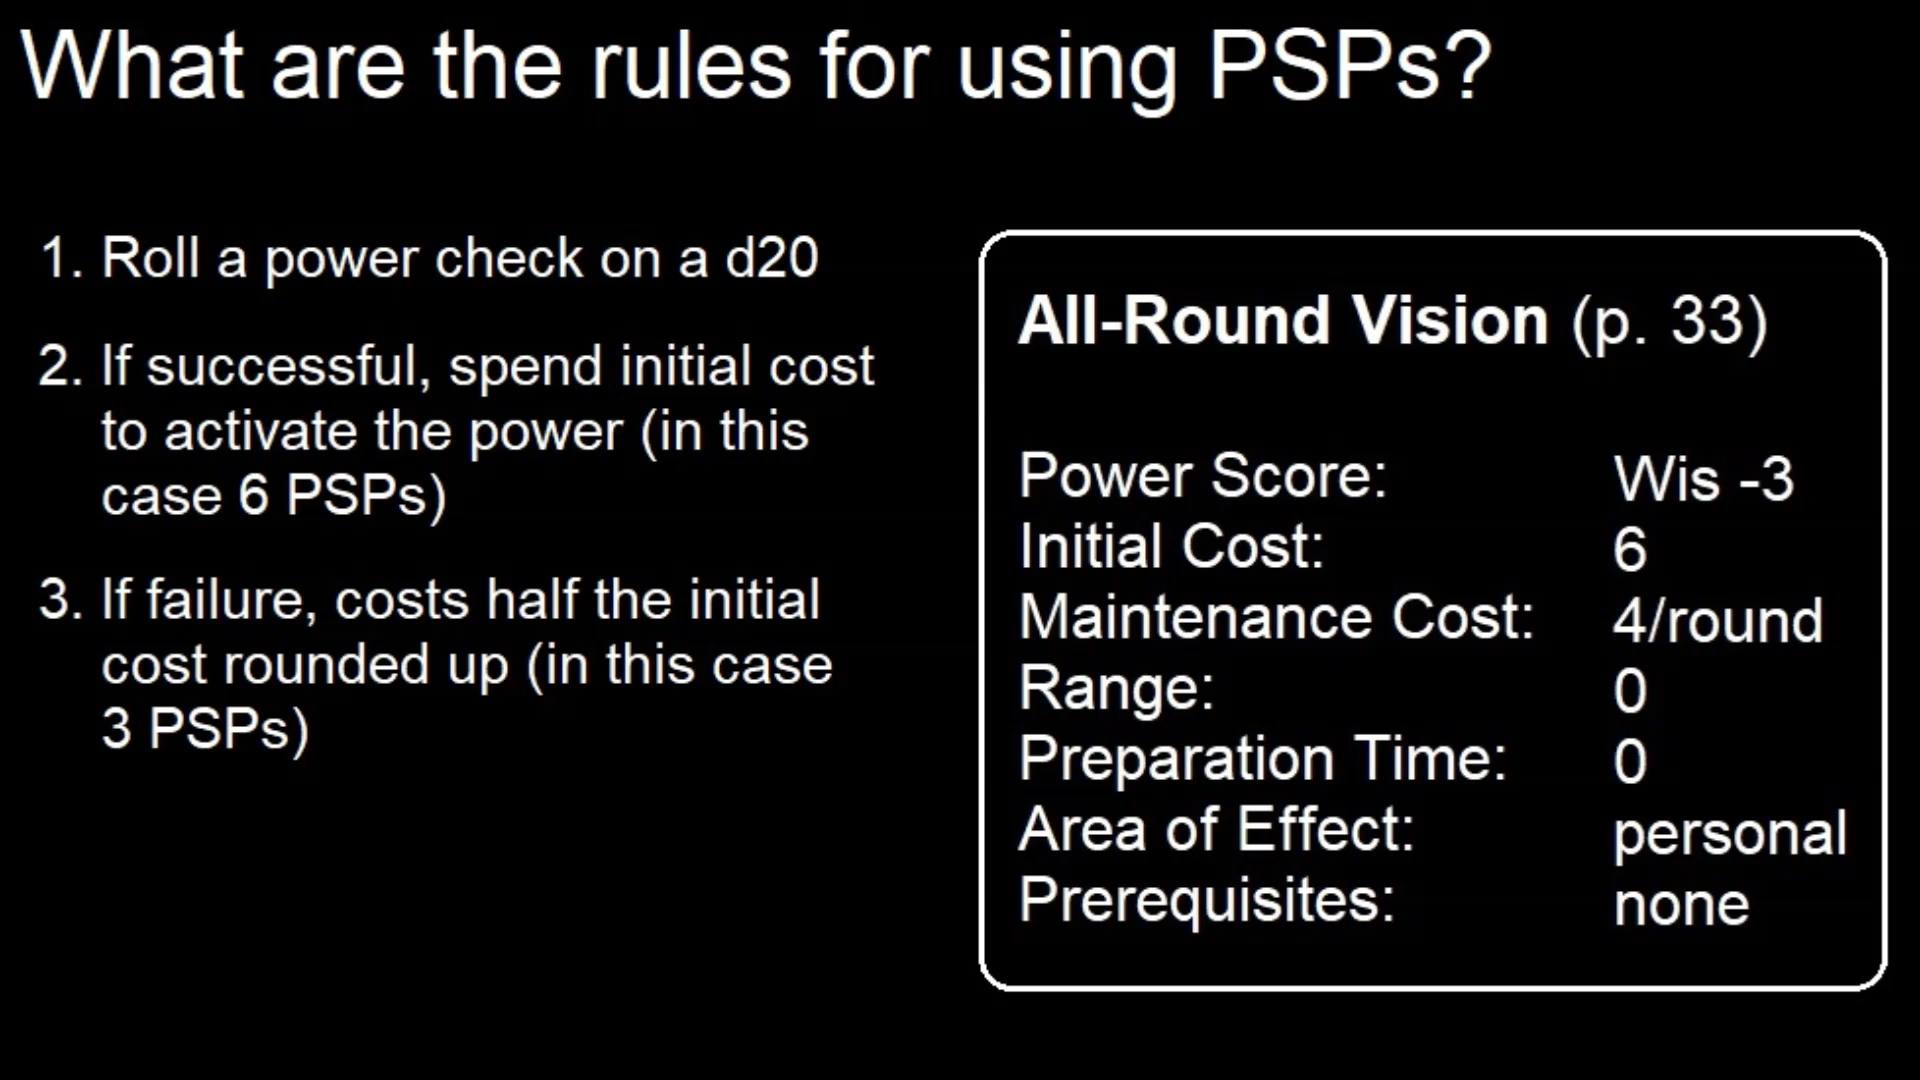 What are the rules for using PSPs?
1. Roll a power check on a d20
2. If successful, spend initial cost
to activate the power (in this
case 6 PSPs)
3. If failure, costs half the initial
cost rounded up (in this case
3 PSPs)
All-Round Vision (p. 33)
Power Score: Wis -3
Initial Cost: 6
Maintenance Cost: 4/round
Range: 0
Preparation Time: 0
Area of Effect: personal
Prerequisites: none